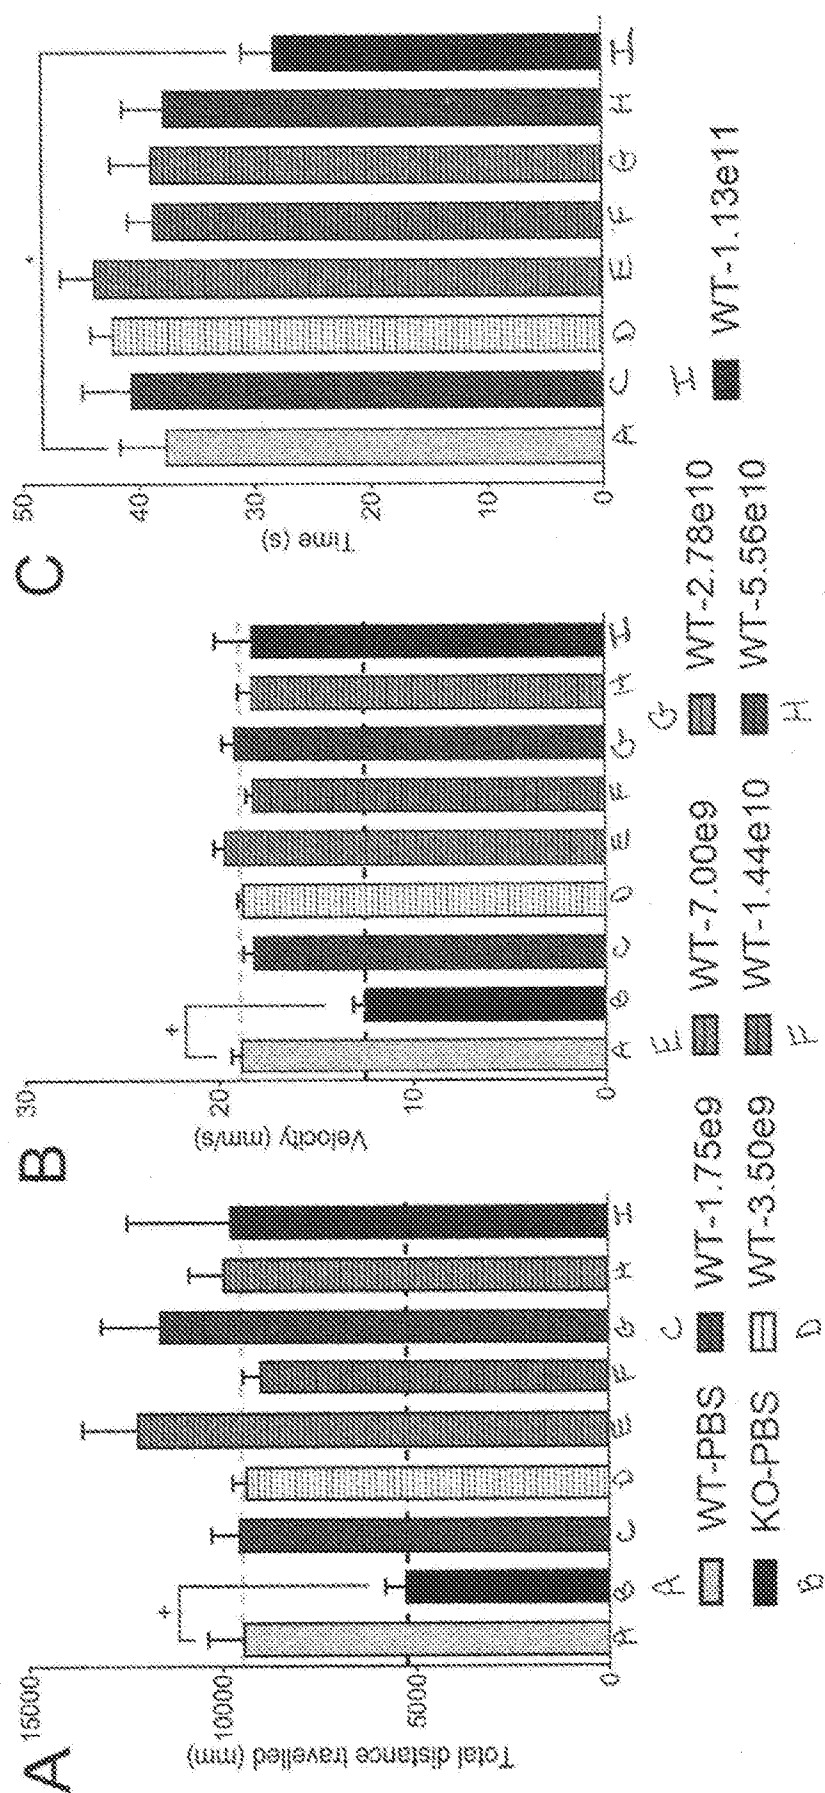 A
Total distance travelled (mm)
15000
10000
5000
0
+
A B C D E F G H I
B
Velocity (mm/s)
30
20
10
0
+
A B C D E F G H I
C
Time (s)
50
40
30
20
10
0
A C D E F G H I
A WT-PBS C WT-1.75e9 E WT-7.00e9 G WT-2.78e10 I WT-1.13e11
B KO-PBS D WT-3.50e9 F WT-1.44e10 H WT-5.56e10